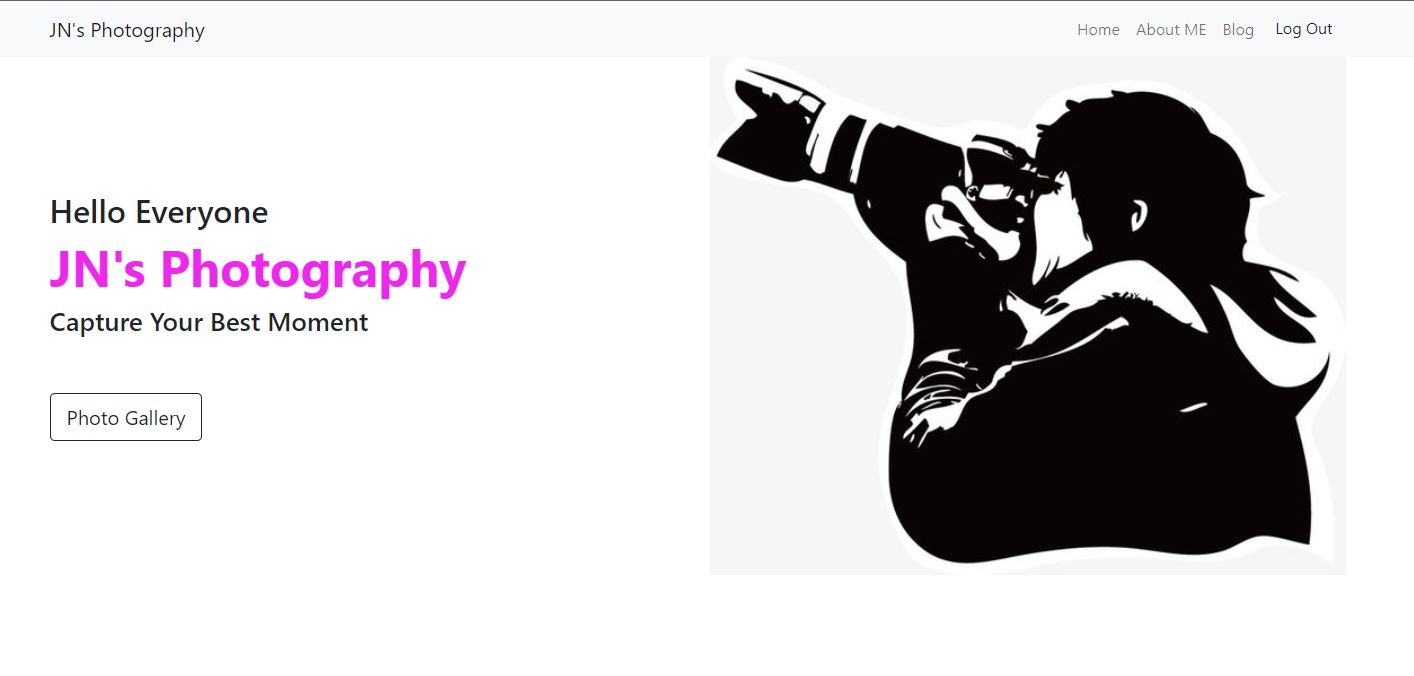 JN's Photography
Home About ME Blog Log Out
Hello Everyone
JN's Photography
Capture Your Best Moment
Photo Gallery